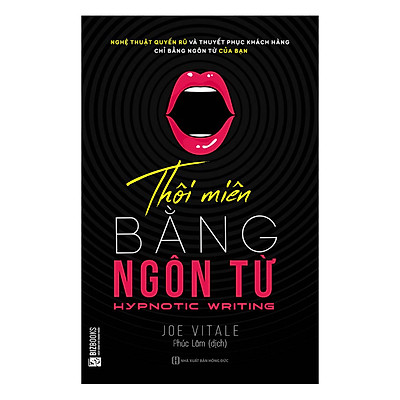 NGHỆ THUẬT QUYẾN RŨ VÀ THUYẾT PHỤC KHÁCH HÀNG
CHỈ BẰNG NGÔN TỪ CỦA BẠN
Thôi miên
BẰNG
NGÔN TỪ
HYPNOTIC WRITING
JOE VITALE
Phúc Lâm (dịch)
NHÀ XUẤT BẢN HỒNG ĐỨC
BIZBOOKS